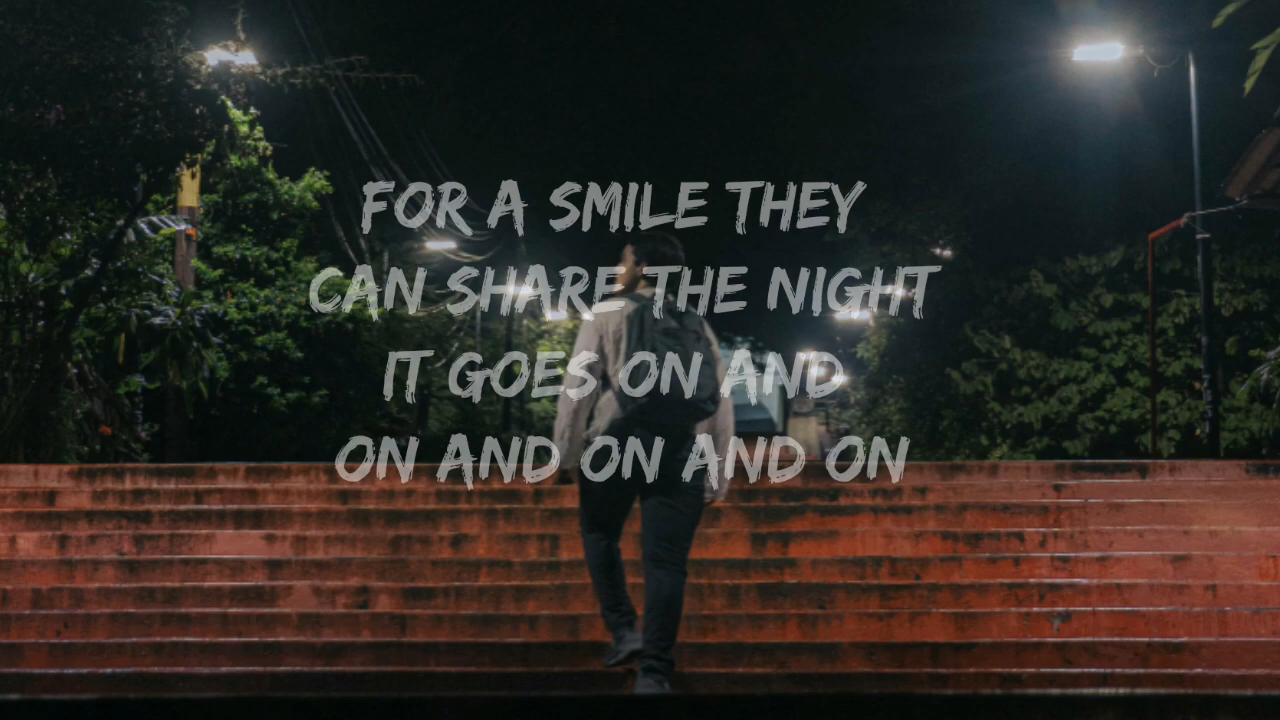 FOR A SMILE THEY
CAN SHARE THE NIGHT
IT GOES ON AND
ON AND ON AND ON